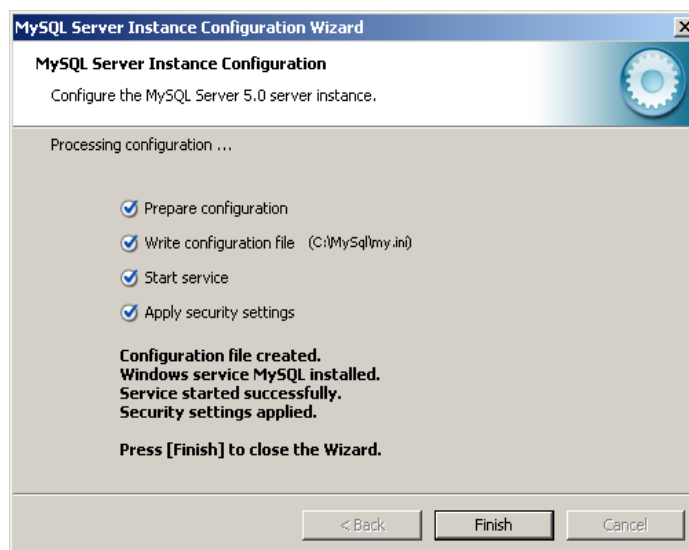 MySQL Server Instance Configuration Wizard
MySQL Server Instance Configuration
Configure the MySQL Server 5.0 server instance.
Processing configuration ...
Prepare configuration
Write configuration file (C:\MySql\my.ini)
Start service
Apply security settings
Configuration file created.
Windows service MySQL installed.
Service started successfully.
Security settings applied.
Press [Finish] to close the Wizard.
< Back Finish Cancel